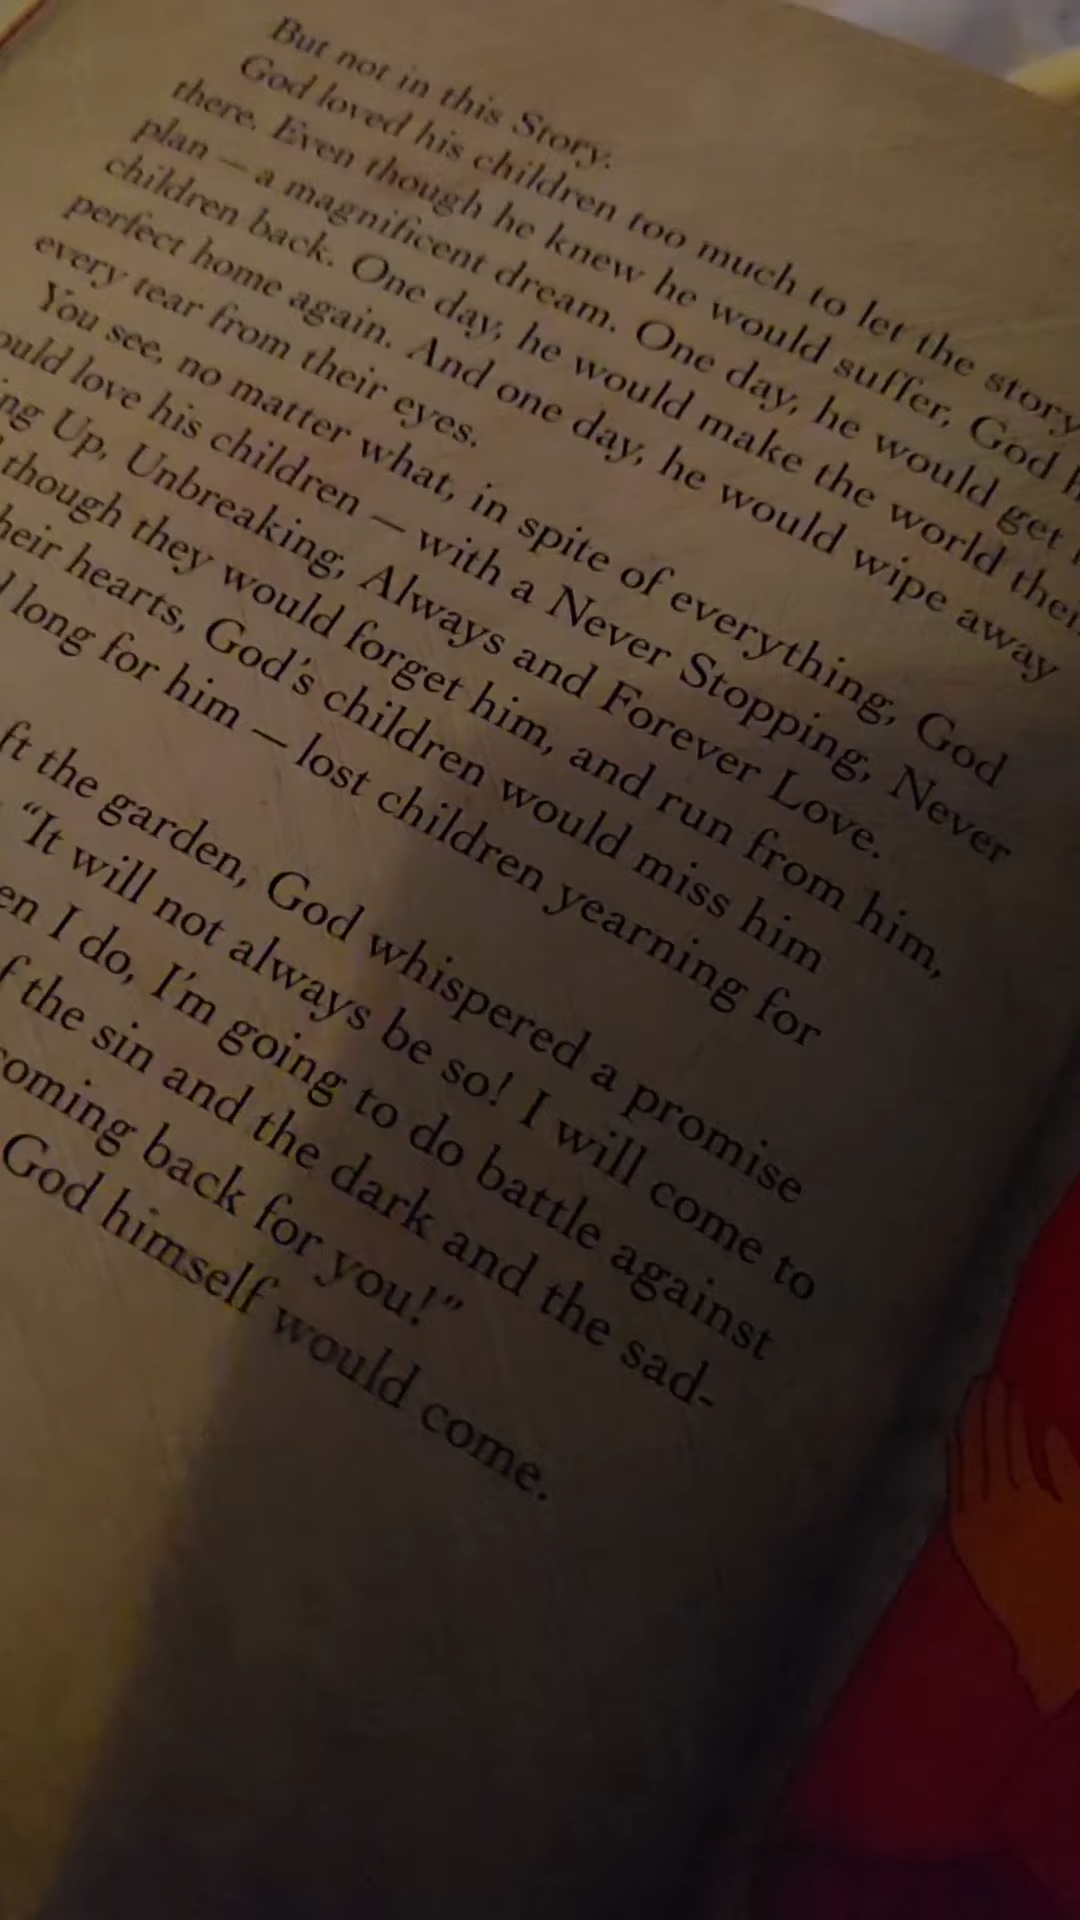 But not in this Story.
God loved his children too much to let the story
there. Even though he knew he would suffer, God
plan – a magnificent dream. One day, he would get
children back. One day, he would make the world
perfect home again. And one day, he would wipe away
every tear from their eyes.
You see, no matter what, in spite of everything, God
love his children – with a Never Stopping, Never
Up, Unbreaking, Always and Forever Love.
though they would forget him, and run from him,
hearts, God's children would miss him
long for him – lost children yearning for
the garden, God whispered a promise
"It will not always be so! I will come to
I do, I'm going to do battle against
the sin and the dark and the sad-
back for you!"
God himself would come.